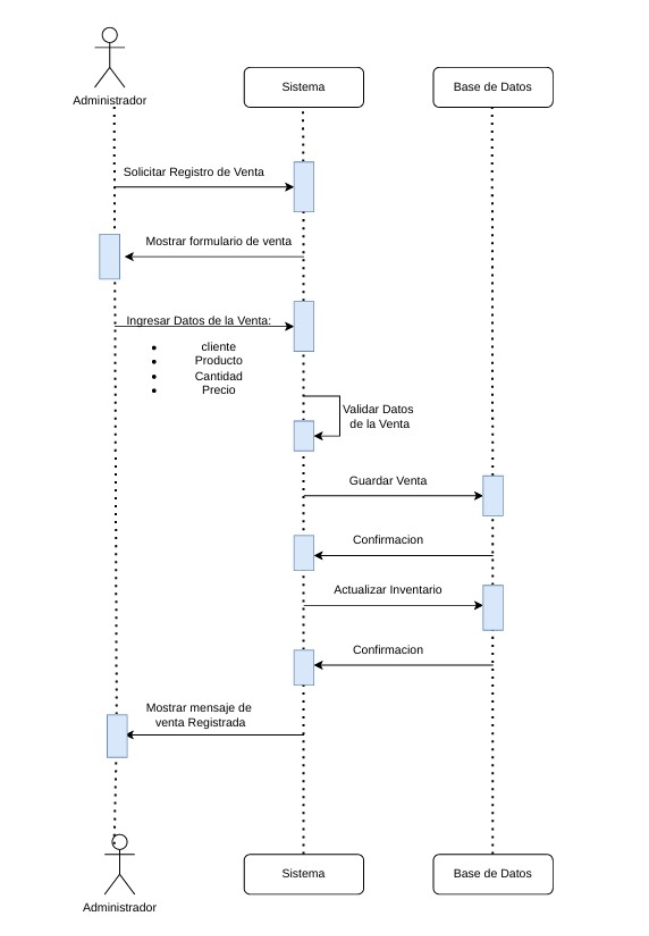 Administrador
Sistema
Base de Datos
Solicitar Registro de Venta
Mostrar formulario de venta
Ingresar Datos de la Venta:
• cliente
• Producto
• Cantidad
• Precio
Validar Datos
de la Venta
Guardar Venta
Confirmacion
Actualizar Inventario
Confirmacion
Mostrar mensaje de
venta Registrada
Administrador
Sistema
Base de Datos